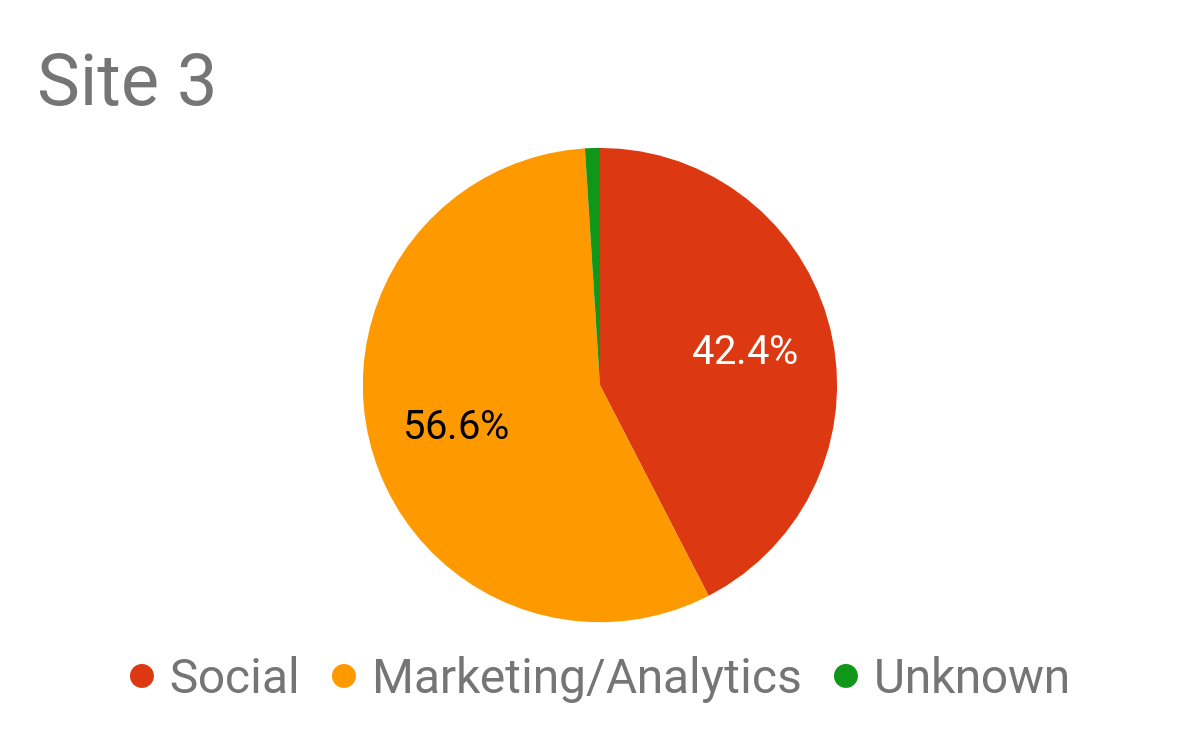 Site 3
42.4%
56.6%
Social Marketing/Analytics Unknown